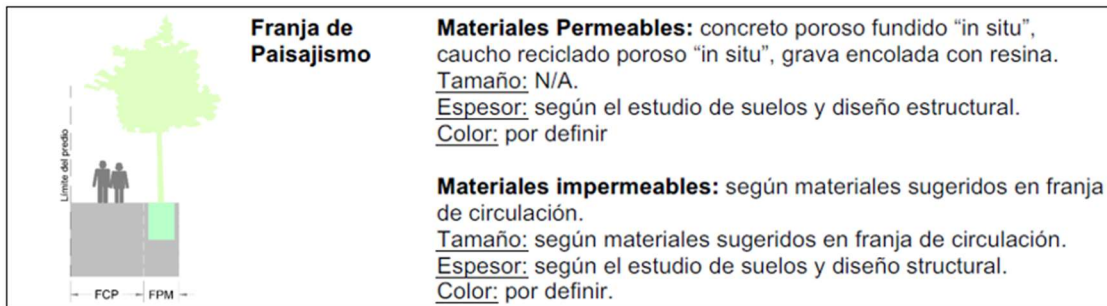 Límite del predio
FCP
FPM
Franja de
Paisajismo
Materiales Permeables: concreto poroso fundido “in situ”,
caucho reciclado poroso “in situ”, grava encolada con resina.
Tamaño: N/A.
Espesor: según el estudio de suelos y diseño estructural.
Color: por definir
Materiales impermeables: según materiales sugeridos en franja
de circulación.
Tamaño: según materiales sugeridos en franja de circulación.
Espesor: según el estudio de suelos y diseño structural.
Color: por definir.